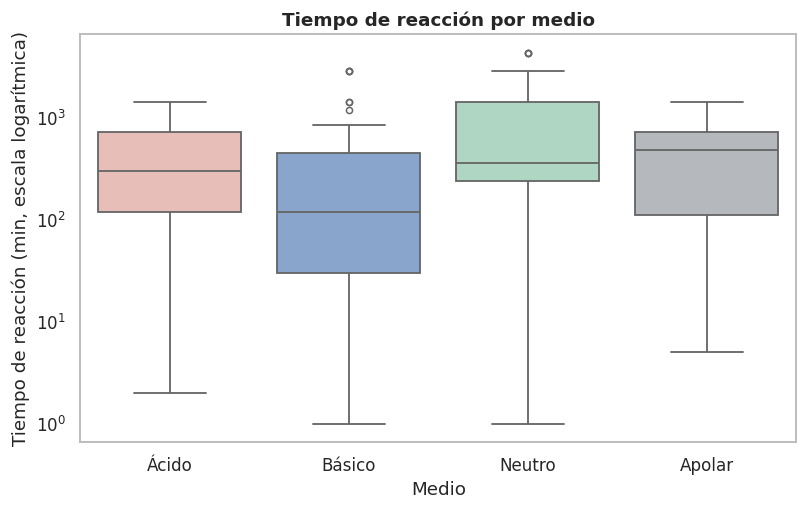 Tiempo de reacción por medio
Tiempo de reacción (min, escala logarítmica)
10³
10²
10¹
10⁰
Ácido
Básico
Neutro
Apolar
Medio